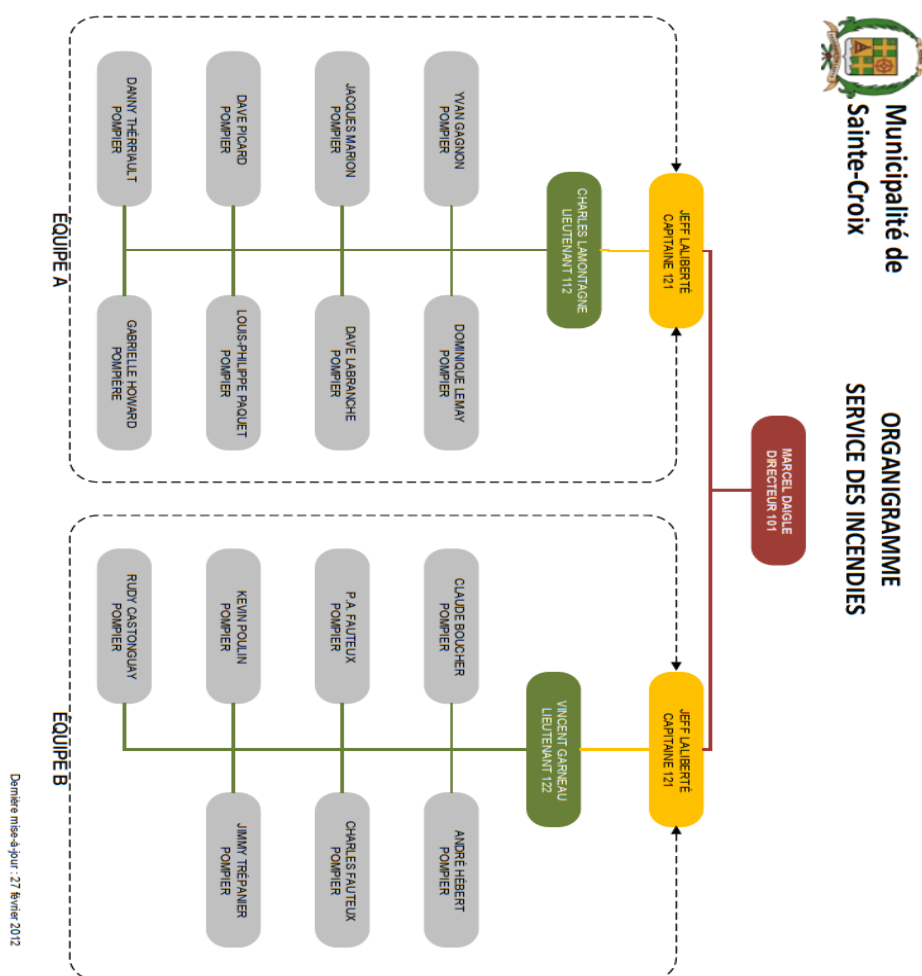 Municipalité de
Sainte-Croix
ORGANIGRAMME
SERVICE DES INCENDIES
MARCEL DAIGLE
DIRECTEUR 101
JEFF LALIBERTÉ
CAPITAINE 121
JEFF LALIBERTÉ
CAPITAINE 121
CHARLES LAMONTAGNE
LIEUTENANT 112
VINCENT GARNEAU
LIEUTENANT 122
YVAN GAGNON
POMPIER
DOMINIQUE LEMAY
POMPIER
JACQUES MARION
POMPIER
DAVE LABRANCHE
POMPIER
DAVE PICARD
POMPIER
LOUIS-PHILIPPE PAQUET
POMPIER
DANNY THÉRRIAULT
POMPIER
GABRIELLE HOWARD
POMPIÈRE
ÉQUIPE A
CLAUDE BOUCHER
POMPIER
ANDRÉ HÉBERT
POMPIER
P.A. FAUTEUX
POMPIER
CHARLES FAUTEUX
POMPIER
KEVIN POULIN
POMPIER
JIMMY TRÉPANIER
POMPIER
RUDY CASTONGUAY
POMPIER
ÉQUIPE B
Dernière mise-à-jour : 27 février 2012